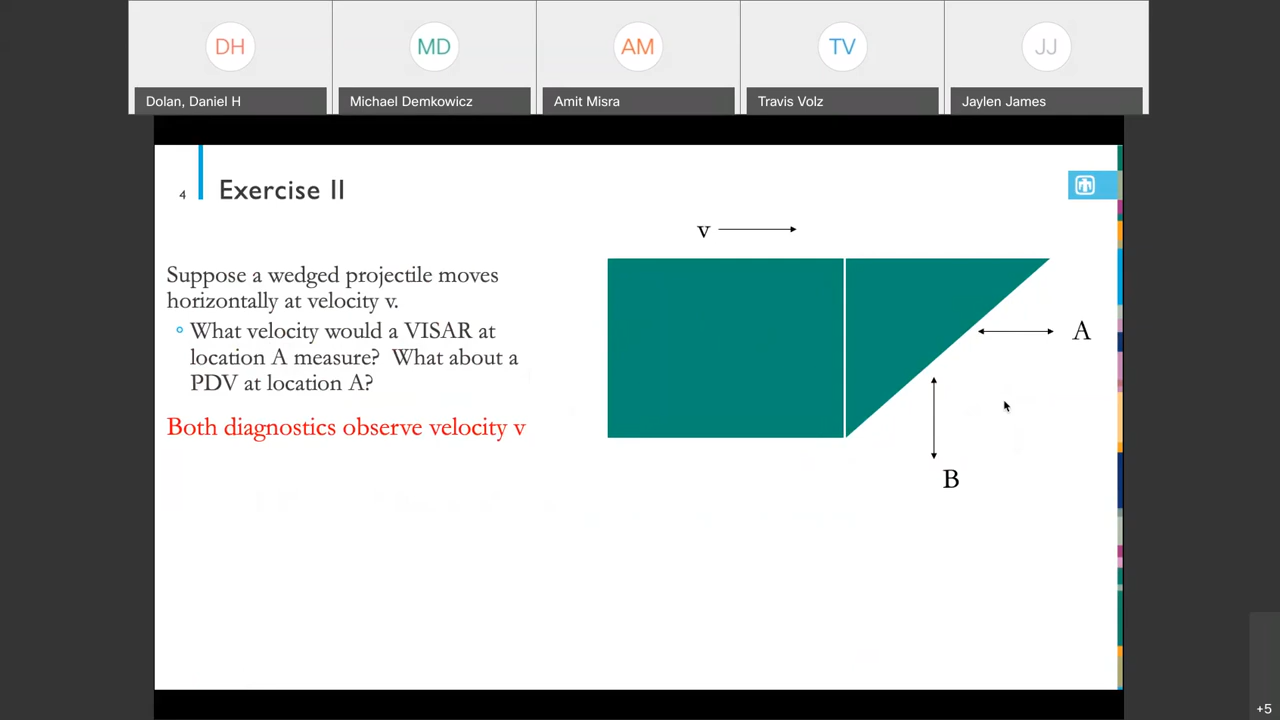 DH
MD
AM
TV
JJ
Dolan, Daniel H
Michael Demkowicz
Amit Misra
Travis Volz
Jaylen James
4
Exercise II
v
Suppose a wedged projectile moves
horizontally at velocity v.
What velocity would a VISAR at
location A measure? What about a
PDV at location A?
Both diagnostics observe velocity v
A
B
+5